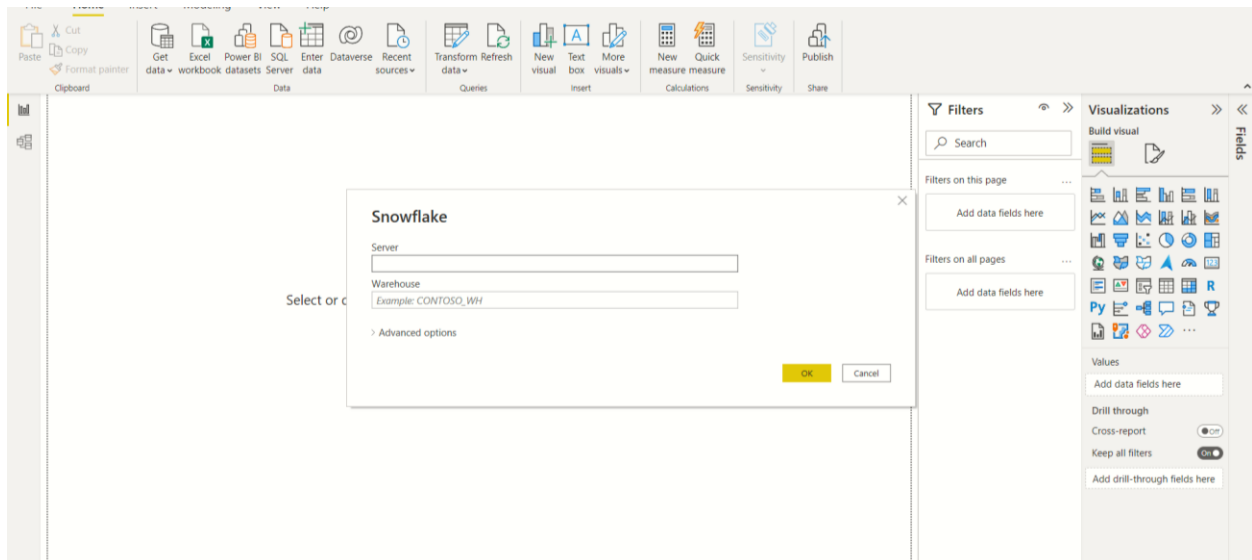 File Home Insert Modeling View Help
Paste
Cut
Copy
Format painter
Clipboard
Get data
Excel workbook
Power BI datasets
SQL Server
Enter data
Dataverse
Recent sources
Data
Transform data
Refresh
Queries
New visual
Text box
More visuals
Insert
New measure
Quick measure
Calculations
Sensitivity
Sensitivity
Publish
Share
Select or
Snowflake
Server
Warehouse
Example: CONTOSO_WH
Advanced options
OK
Cancel
Filters
Search
Filters on this page
...
Add data fields here
Filters on all pages
...
Add data fields here
Visualizations
Build visual
123
R
Py
...
Values
Add data fields here
Drill through
Cross-report
Off
Keep all filters
On
Add drill-through fields here
Fields